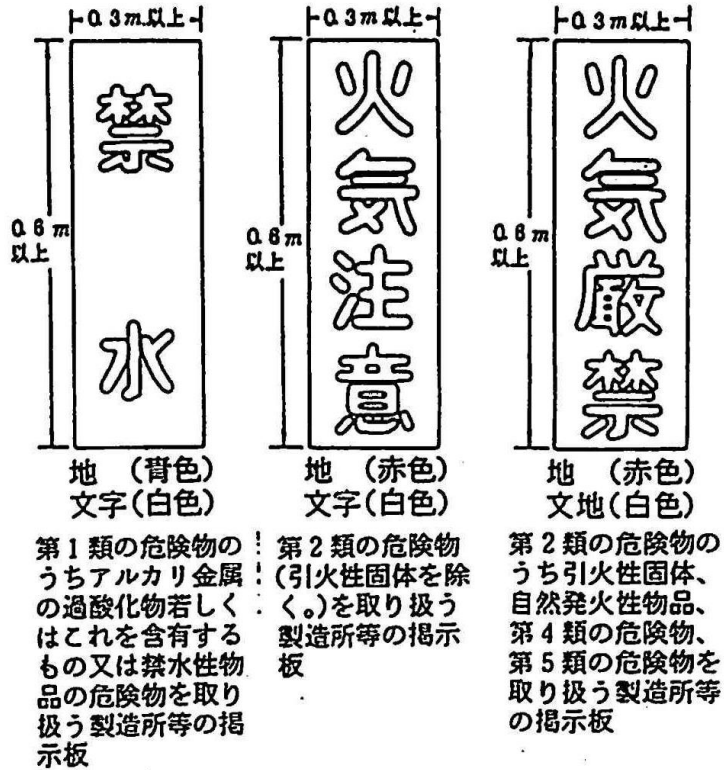 0.3m以上
禁水
0.6m
以上
地 (青色)
文字(白色)
第1類の危険物の
うちアルカリ金属
の過酸化物若しく
はこれを含有する
もの又は禁水性物
品の危険物を取り
扱う製造所等の掲
示板
0.3m以上
火気注意
0.6m
以上
地 (赤色)
文字(白色)
第2類の危険物
(引火性固体を除
く。)を取り扱う
製造所等の掲示
板
0.3m以上
火気厳禁
0.6m
以上
地 (赤色)
文地(白色)
第2類の危険物の
うち引火性固体、
自然発火性物品、
第4類の危険物、
第5類の危険物を
取り扱う製造所等
の掲示板